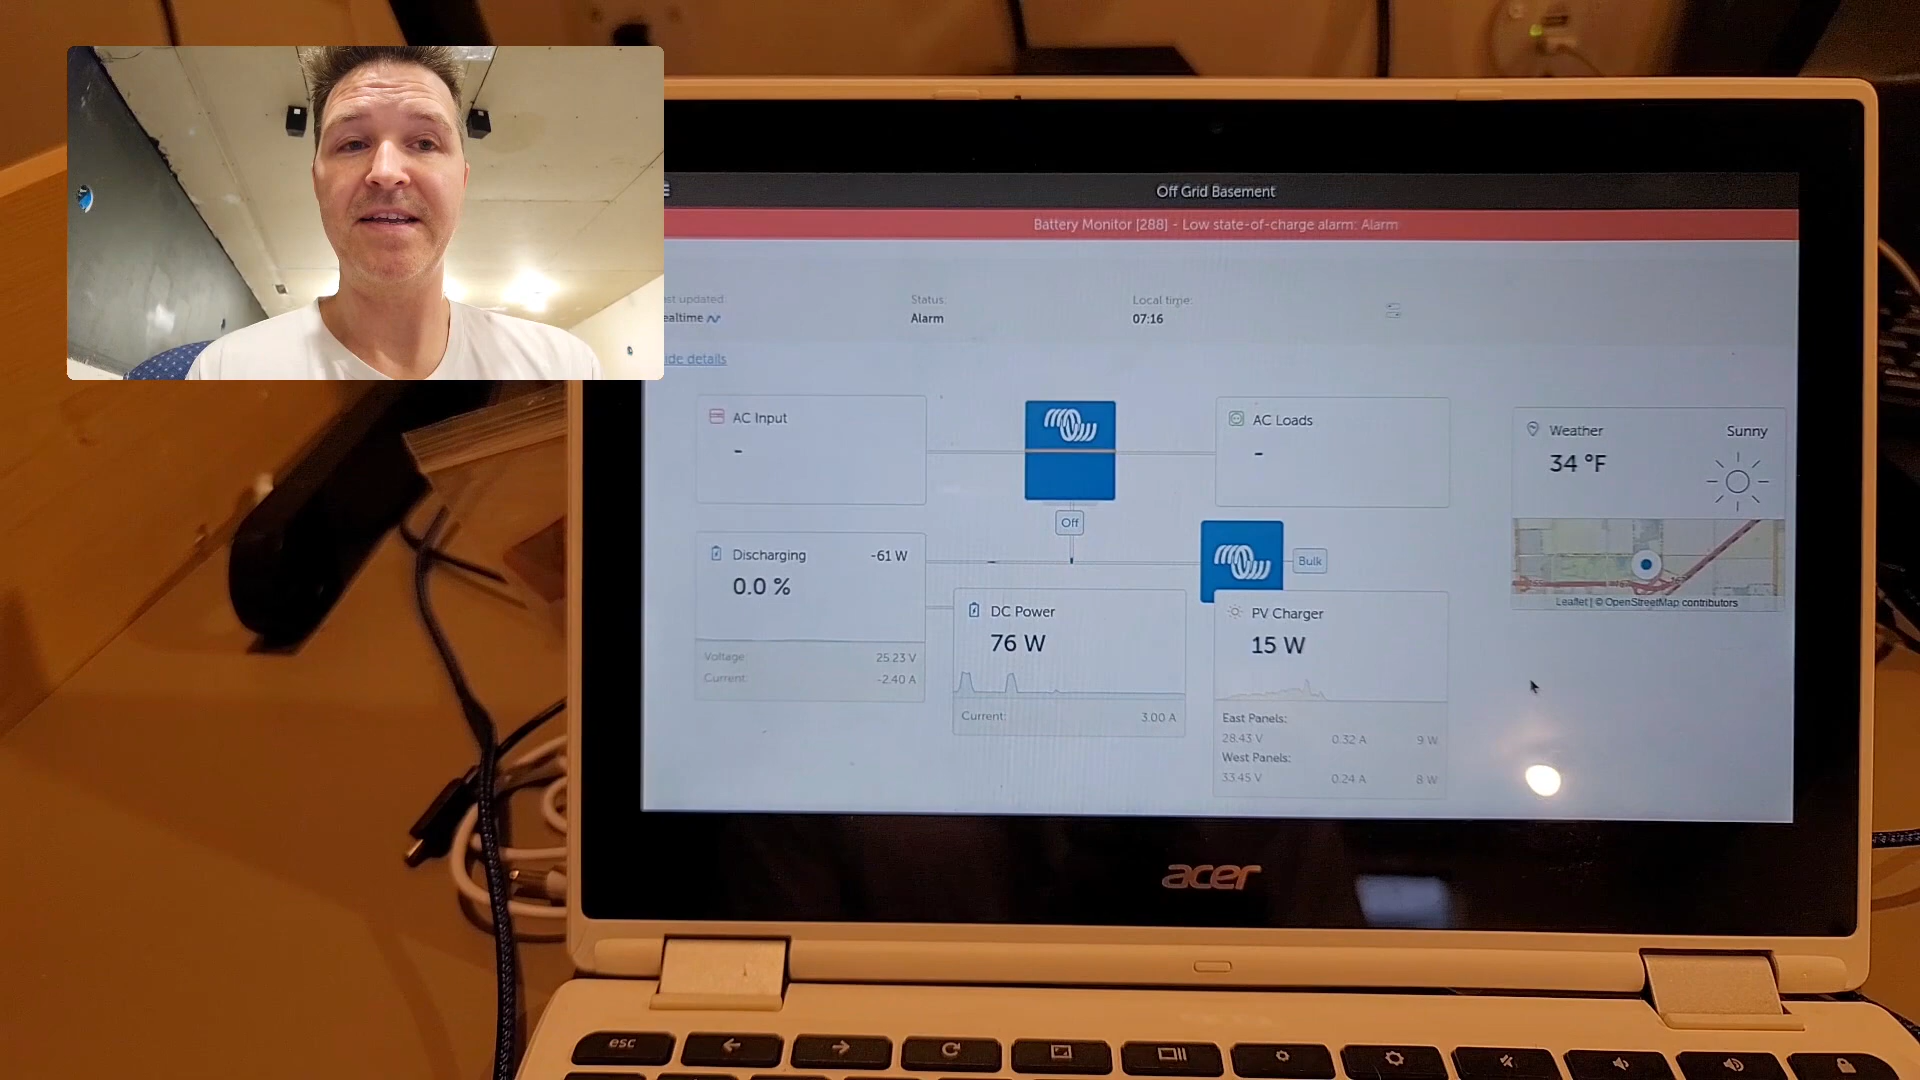 Off Grid Basement
Battery Monitor [288] - Low state-of-charge alarm: Alarm
updated
Status:
Local time:
Alarm
07:16
details
AC Input
-
AC Loads
-
Weather
Sunny
34 °F
Off
Discharging
-61 W
0.0 %
Bulk
Voltage:
25.23 V
Current:
-2.40 A
DC Power
76 W
Current:
3.00 A
PV Charger
15 W
East Panels:
28.43 V
0.32 A
9 W
West Panels:
33.45 V
0.24 A
8 W
Leaflet | © OpenStreetMap contributors
acer
esc